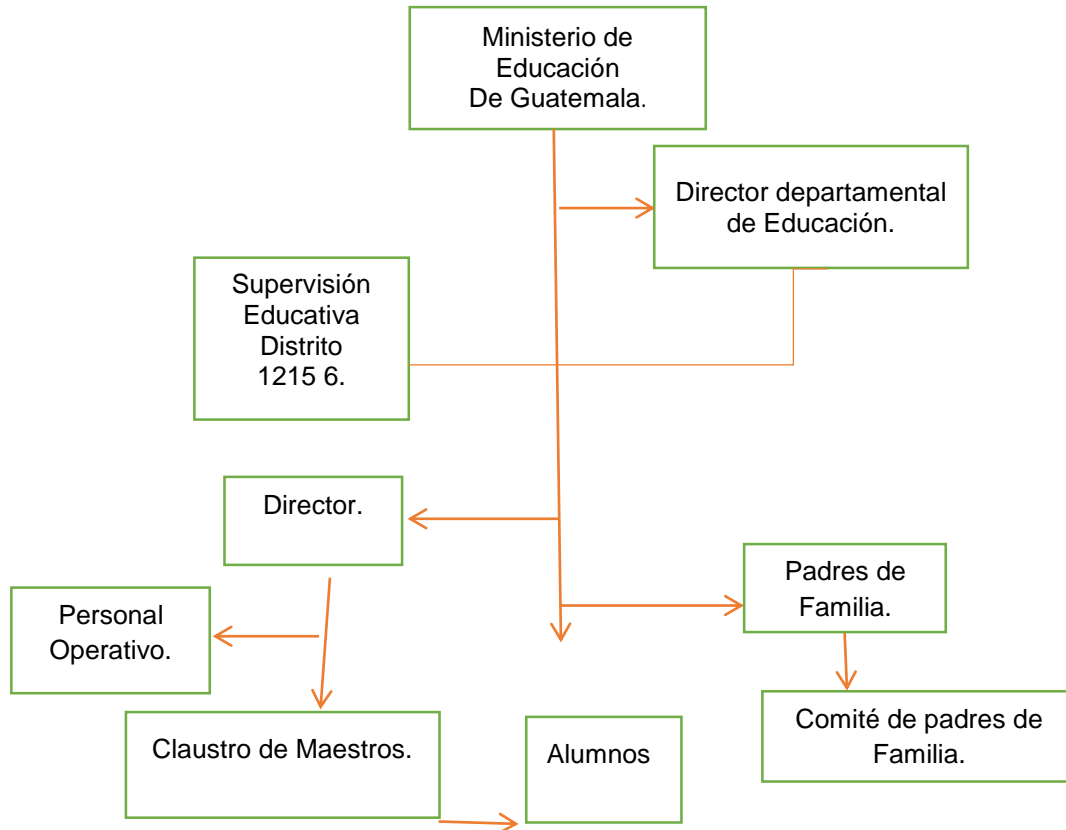 Ministerio de
Educación
De Guatemala.
Director departamental
de Educación.
Supervisión
Educativa
Distrito
1215 6.
Director.
Padres de
Familia.
Personal
Operativo.
Claustro de Maestros.
Alumnos
Comité de padres de
Familia.